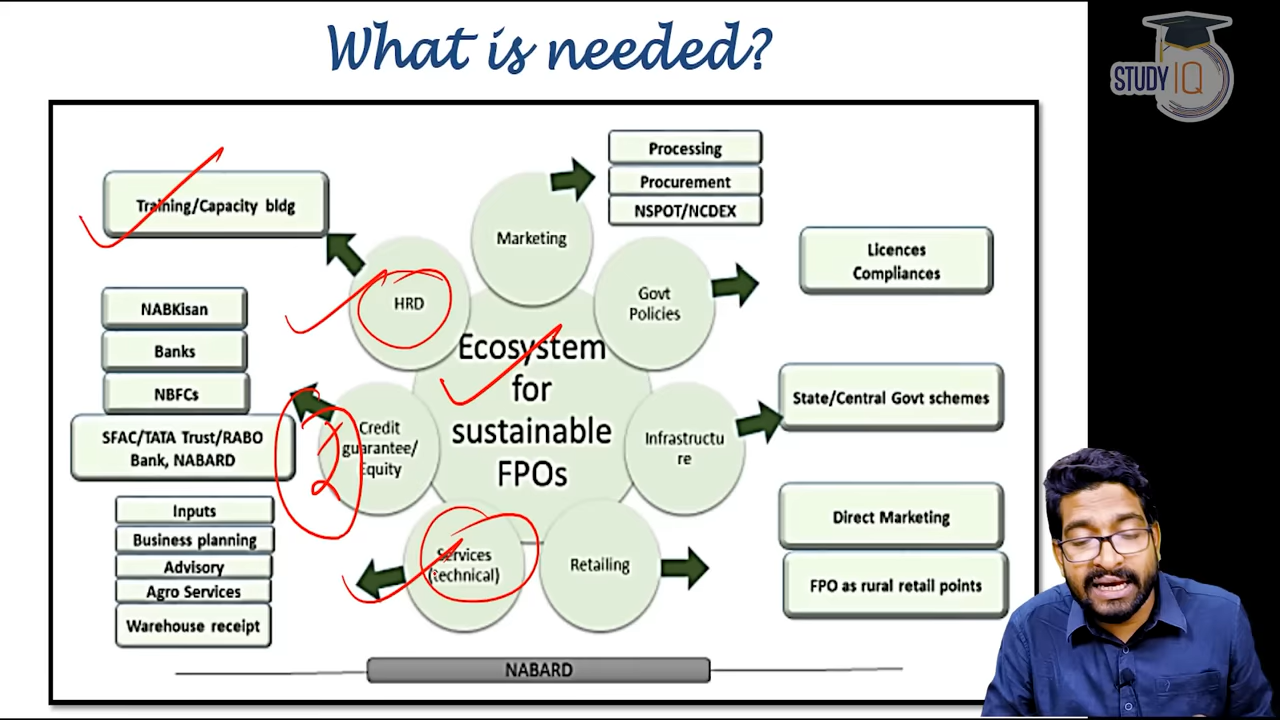 What is needed?
STUDY IQ
Training/Capacity bldg
HRD
Marketing
Processing
Procurement
NSPOT/NCDEX
Govt
Policies
Licences
Compliances
NABKisan
Banks
NBFCs
SFAC/TATA Trust/RABO
Bank, NABARD
Credit
guarantee/
Equity
Ecosystem
for
sustainable
FPOs
Infrastructu
re
State/Central Govt schemes
Inputs
Business planning
Advisory
Agro Services
Warehouse receipt
Services
(technical)
Retailing
Direct Marketing
FPO as rural retail points
NABARD